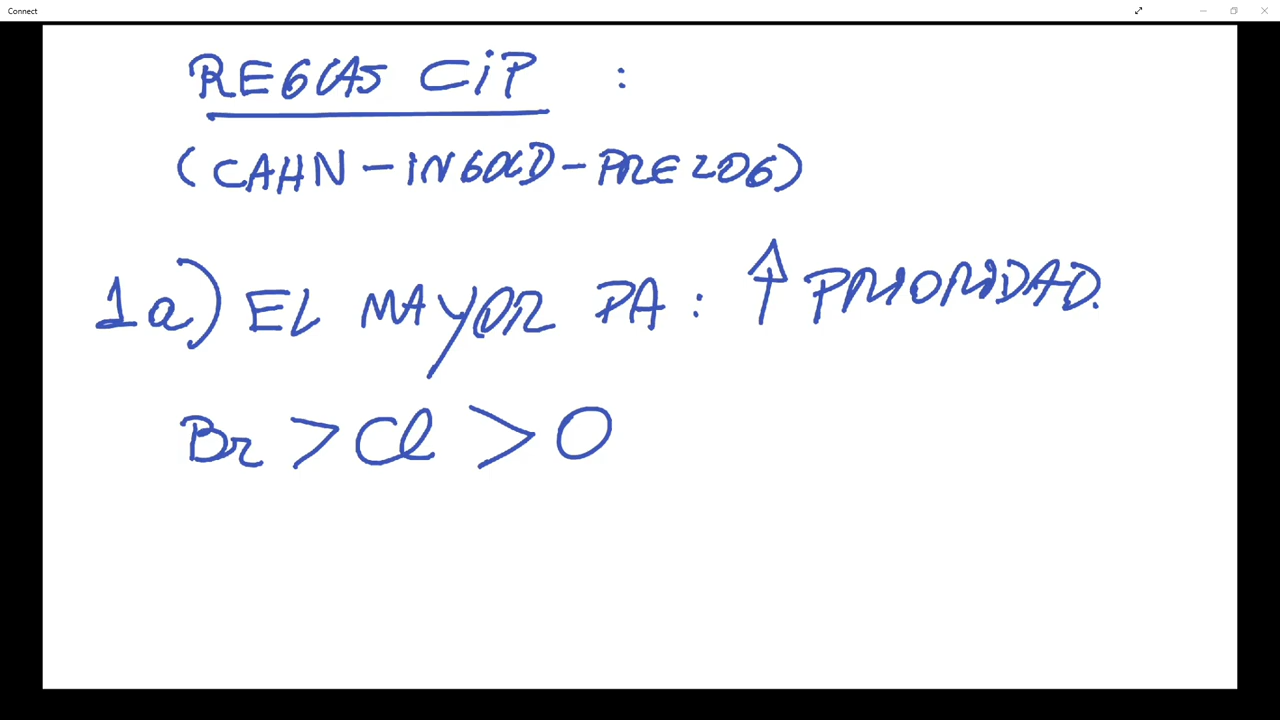 Connect
REGLAS CiP :
(CAHN-INGOLD-PRELOG)
1a) EL MAYOR PA: ↑ PRIORIDAD.
Br > Cl > O